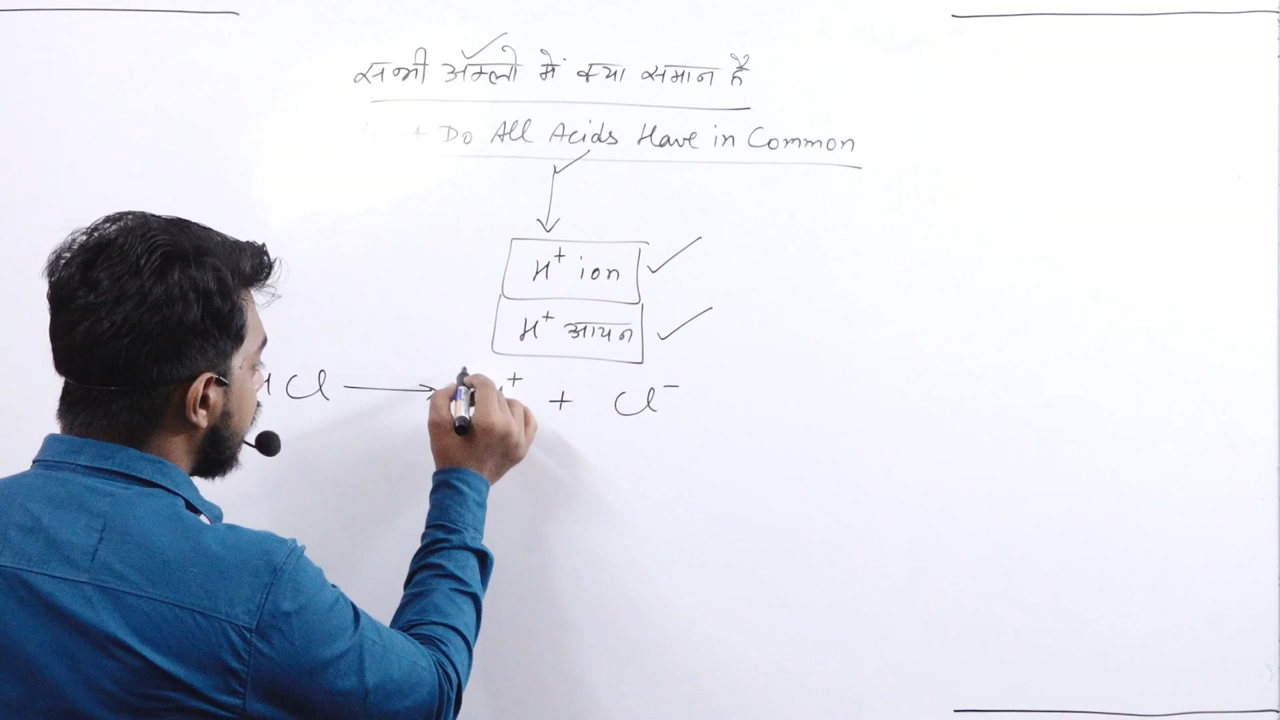 सभी अम्लो में क्या समान है
Do All Acids Have in Common
H⁺ ion
H⁺ आयन
Cl ⟶ + Cl⁻